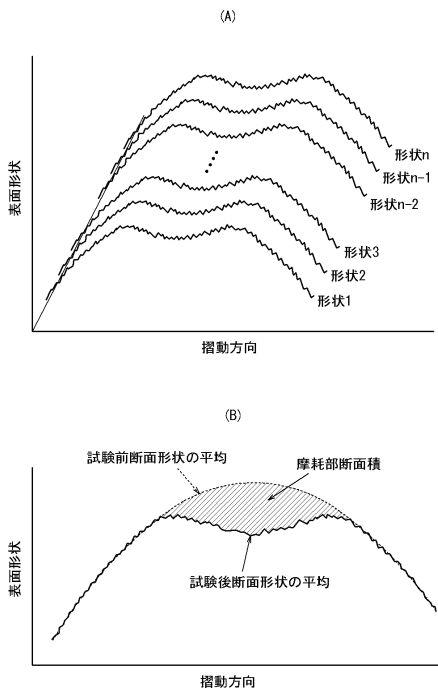 (A)
形状n
形状n-1
形状n-2
形状3
形状2
形状1
表面形状
摺動方向
(B)
試験前断面形状の平均
摩耗部断面積
試験後断面形状の平均
表面形状
摺動方向